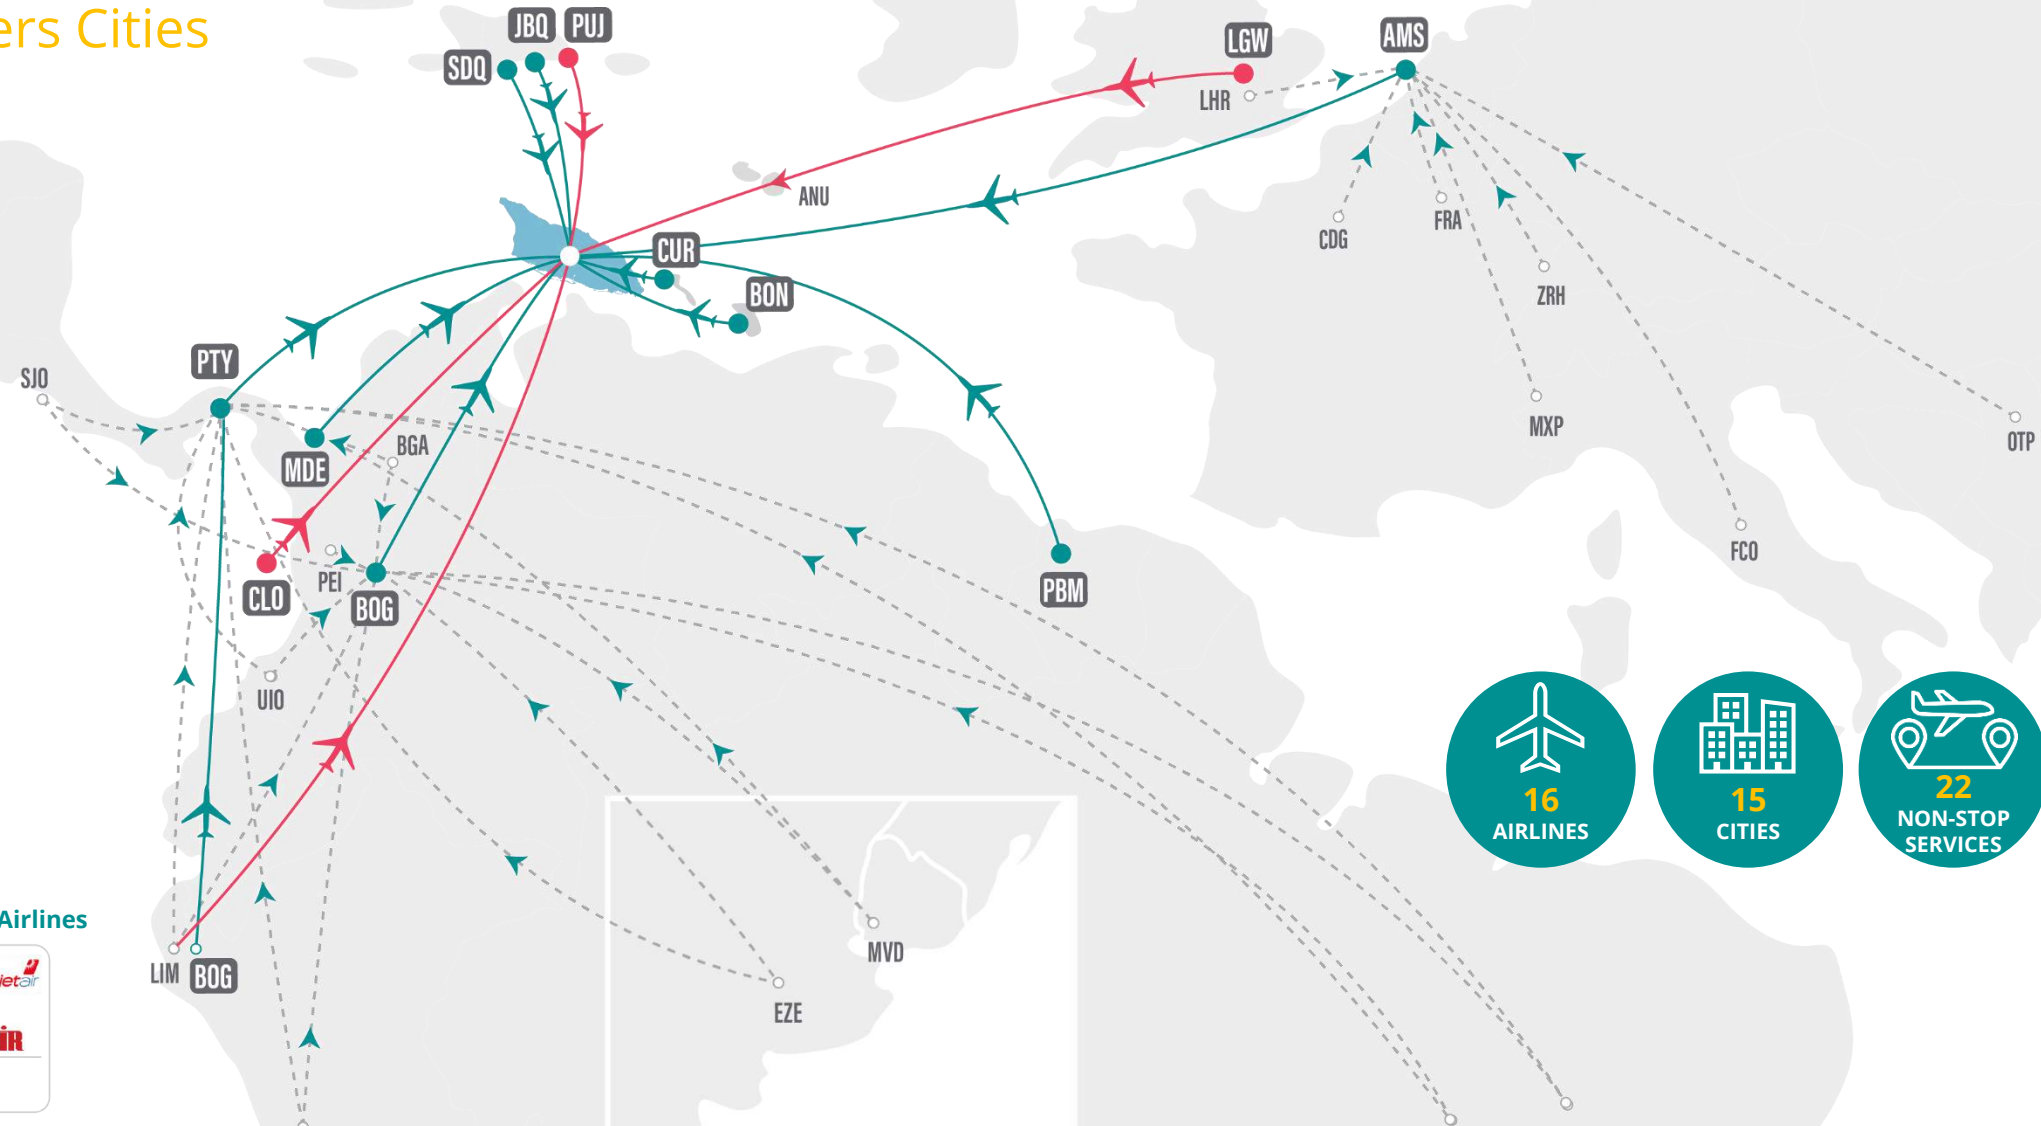 ers Cities
JBQ
PUJ
SDQ
LGW
AMS
LHR
ANU
CDG
FRA
CUR
BON
ZRH
PTY
SJO
MXP
OTP
BGA
MDE
FCO
PEI
CLO
BOG
PBM
UIO
16
AIRLINES
15
CITIES
22
NON-STOP
SERVICES
Airlines
LIM
BOG
MVD
EZE
jetair
iR